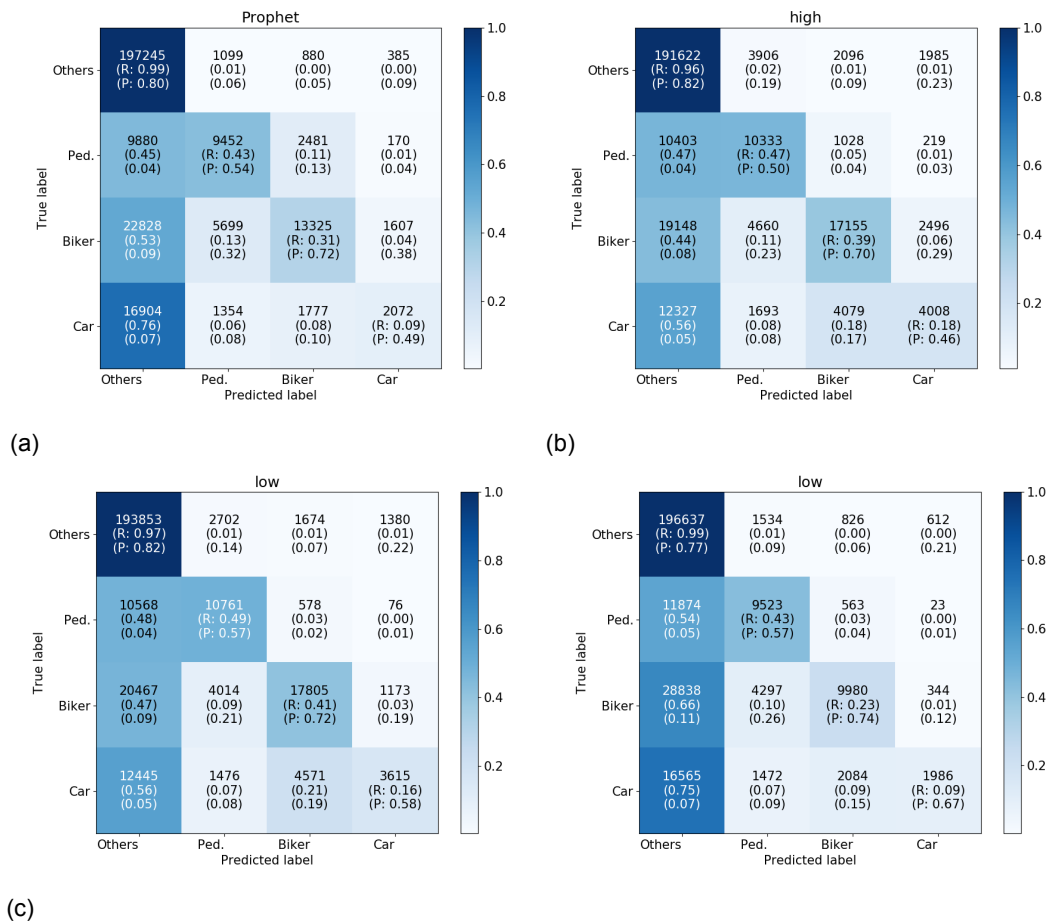 Prophet
Others
197245 1099 880 385
(R: 0.99) (0.01) (0.00) (0.00)
(P: 0.80) (0.06) (0.05) (0.09)
Ped.
9880 9452 2481 170
(0.45) (R: 0.43) (0.11) (0.01)
(0.04) (P: 0.54) (0.13) (0.04)
Biker
22828 5699 13325 1607
(0.53) (0.13) (R: 0.31) (0.04)
(0.09) (0.32) (P: 0.72) (0.38)
Car
16904 1354 1777 2072
(0.76) (0.06) (0.08) (R: 0.09)
(0.07) (0.08) (0.10) (P: 0.49)
Others Ped. Biker Car
Predicted label
True label
1.0
0.8
0.6
0.4
0.2
(a)
high
Others
191622 3906 2096 1985
(R: 0.96) (0.02) (0.01) (0.01)
(P: 0.82) (0.19) (0.09) (0.23)
Ped.
10403 10333 1028 219
(0.47) (R: 0.47) (0.05) (0.01)
(0.04) (P: 0.50) (0.04) (0.03)
Biker
19148 4660 17155 2496
(0.44) (0.11) (R: 0.39) (0.06)
(0.08) (0.23) (P: 0.70) (0.29)
Car
12327 1693 4079 4008
(0.56) (0.08) (0.18) (R: 0.18)
(0.05) (0.08) (0.17) (P: 0.46)
Others Ped. Biker Car
Predicted label
True label
1.0
0.8
0.6
0.4
0.2
(b)
low
Others
193853 2702 1674 1380
(R: 0.97) (0.01) (0.01) (0.01)
(P: 0.82) (0.14) (0.07) (0.22)
Ped.
10568 10761 578 76
(0.48) (R: 0.49) (0.03) (0.00)
(0.04) (P: 0.57) (0.02) (0.01)
Biker
20467 4014 17805 1173
(0.47) (0.09) (R: 0.41) (0.03)
(0.09) (0.21) (P: 0.72) (0.19)
Car
12445 1476 4571 3615
(0.56) (0.07) (0.21) (R: 0.16)
(0.05) (0.08) (0.19) (P: 0.58)
Others Ped. Biker Car
Predicted label
True label
1.0
0.8
0.6
0.4
0.2
low
Others
196637 1534 826 612
(R: 0.99) (0.01) (0.00) (0.00)
(P: 0.77) (0.09) (0.06) (0.21)
Ped.
11874 9523 563 23
(0.54) (R: 0.43) (0.03) (0.00)
(0.05) (P: 0.57) (0.04) (0.01)
Biker
28838 4297 9980 344
(0.66) (0.10) (R: 0.23) (0.01)
(0.11) (0.26) (P: 0.74) (0.12)
Car
16565 1472 2084 1986
(0.75) (0.07) (0.09) (R: 0.09)
(0.07) (0.09) (0.15) (P: 0.67)
Others Ped. Biker Car
Predicted label
True label
1.0
0.8
0.6
0.4
0.2
(c)